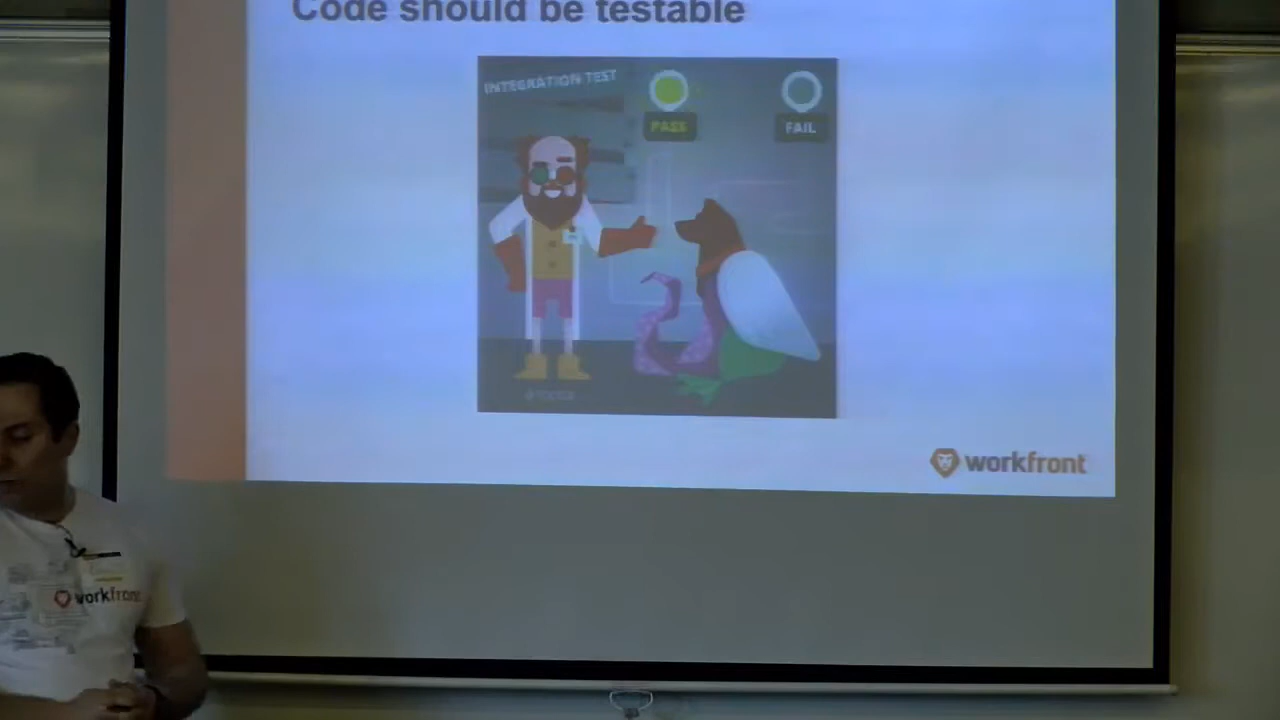 Code should be testable
INTEGRATION TEST
PASS
FAIL
workfront
workfront